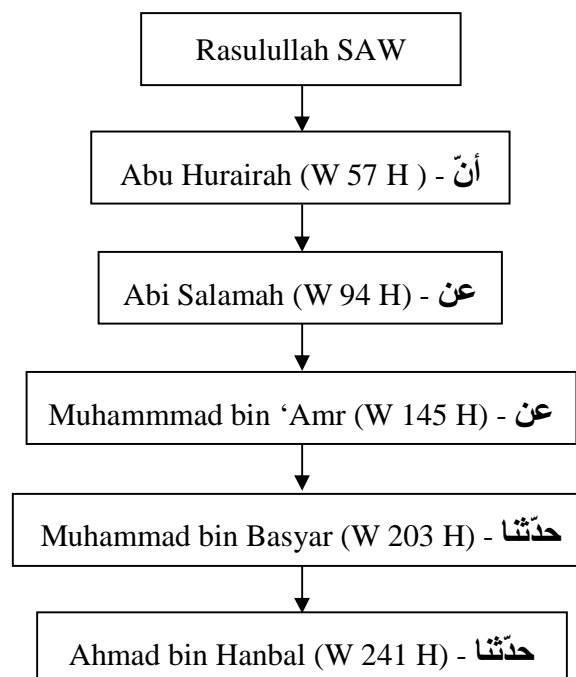 Rasulullah SAW
Abu Hurairah (W 57 H ) - أنّ
Abi Salamah (W 94 H) - عن
Muhammmad bin ‘Amr (W 145 H) - عن
Muhammad bin Basyar (W 203 H) - حدّثنا
Ahmad bin Hanbal (W 241 H) - حدّثنا